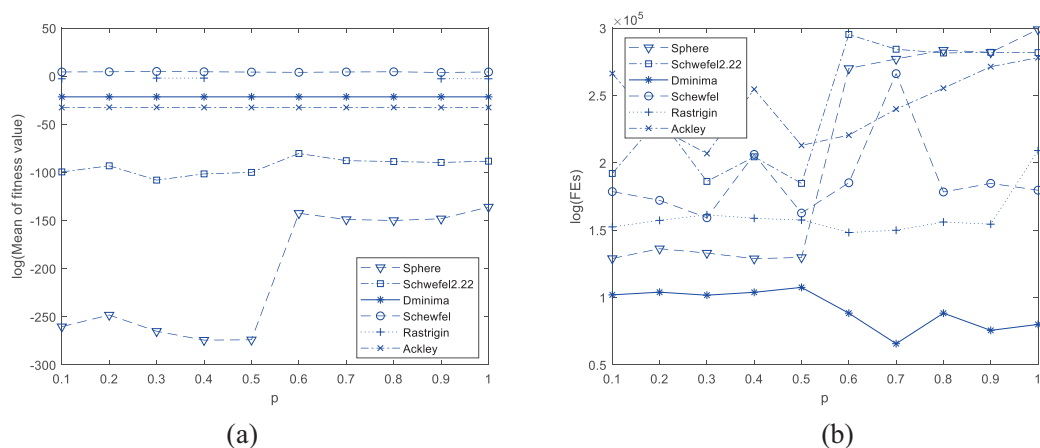 50
0
-50
-100
-150
-200
-250
-300
log(Mean of fitness value)
0.1 0.2 0.3 0.4 0.5 0.6 0.7 0.8 0.9 1
p
Sphere
Schwefel2.22
Dminima
Schewfel
Rastrigin
Ackley
(a)
×10⁵
3
2.5
2
1.5
1
0.5
log(FEs)
0.1 0.2 0.3 0.4 0.5 0.6 0.7 0.8 0.9 1
p
Sphere
Schwefel2.22
Dminima
Schewfel
Rastrigin
Ackley
(b)